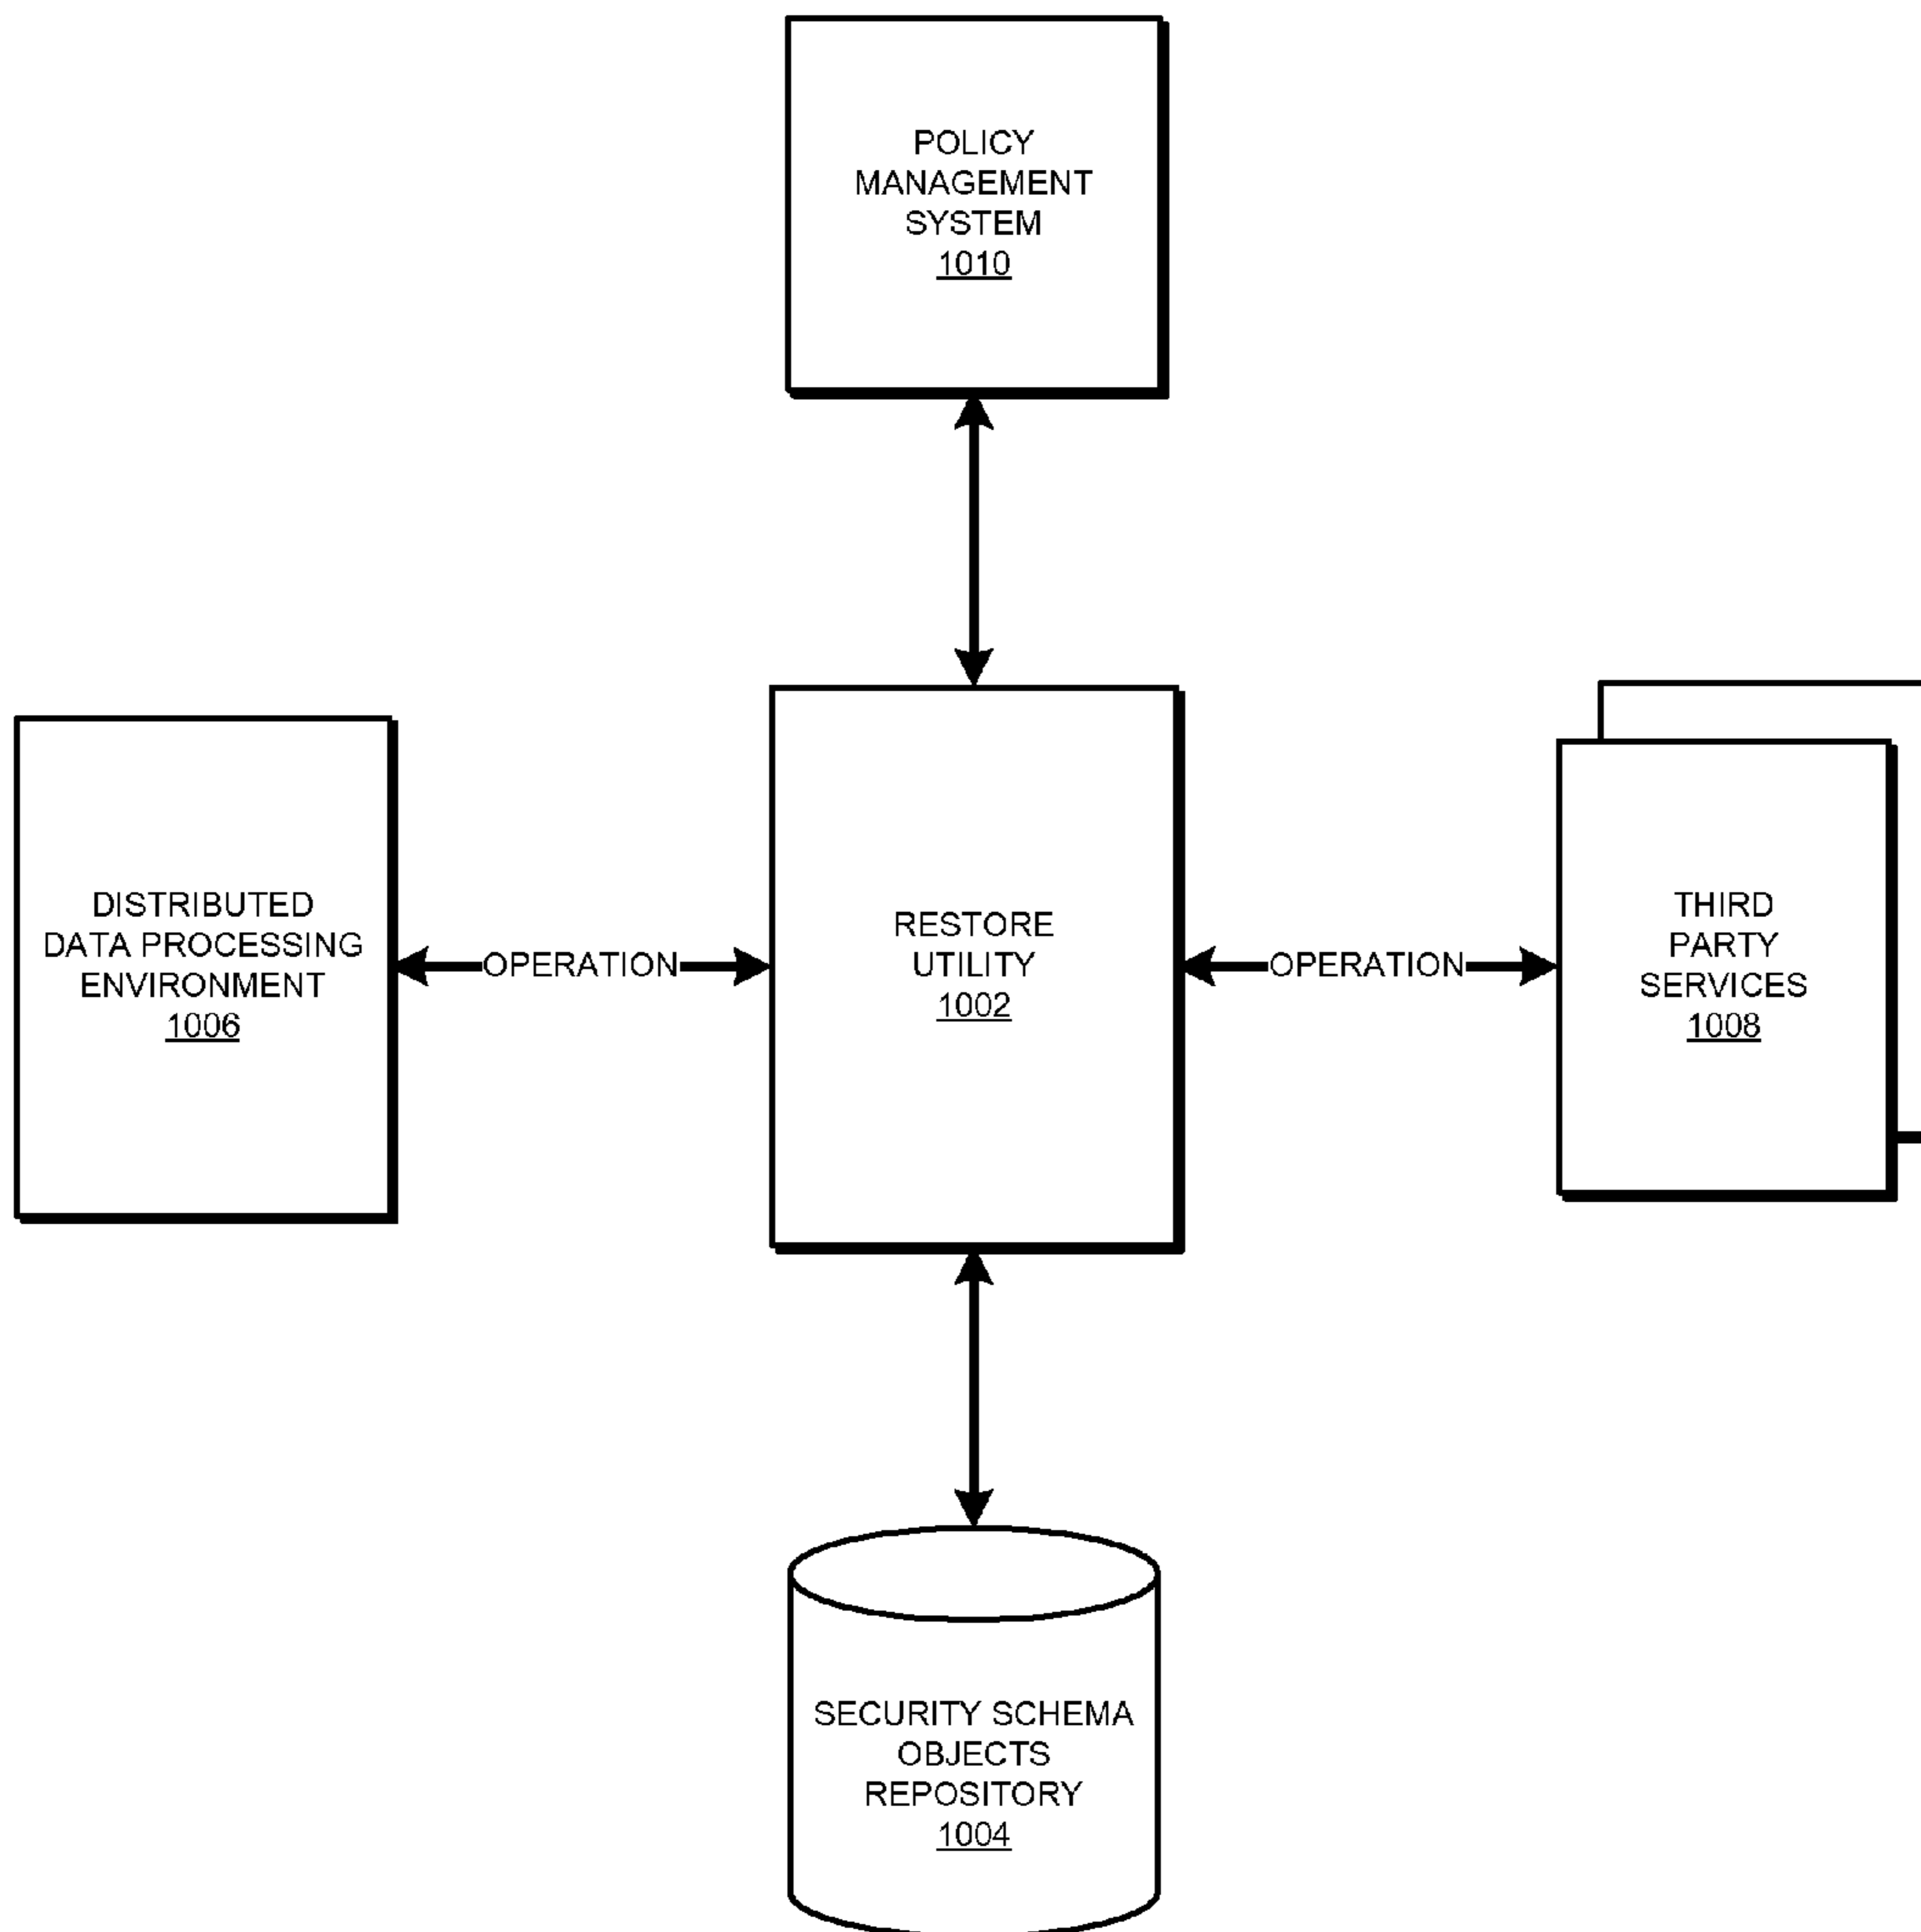 POLICY
MANAGEMENT
SYSTEM
1010
DISTRIBUTED
DATA PROCESSING
ENVIRONMENT
1006
OPERATION
RESTORE
UTILITY
1002
OPERATION
THIRD
PARTY
SERVICES
1008
SECURITY SCHEMA
OBJECTS
REPOSITORY
1004